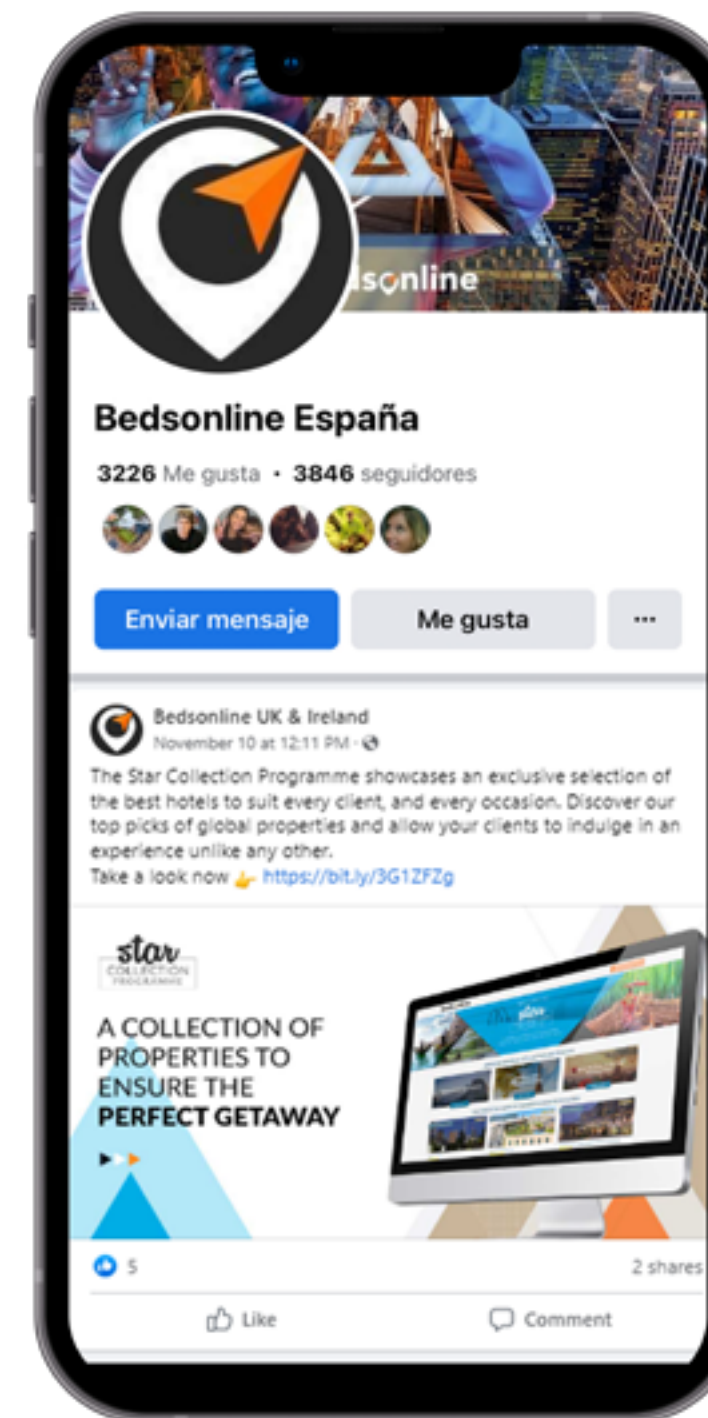 dsonline
Bedsonline España
3226 Me gusta · 3846 seguidores
Enviar mensaje
Me gusta
...
Bedsonline UK & Ireland
November 10 at 12:11 PM ·
The Star Collection Programme showcases an exclusive selection of
the best hotels to suit every client, and every occasion. Discover our
top picks of global properties and allow your clients to indulge in an
experience unlike any other.
Take a look now 👉 https://bit.ly/3G1ZFZg
star
COLLECTION
PROGRAMME
A COLLECTION OF
PROPERTIES TO
ENSURE THE
PERFECT GETAWAY
star
5
2 shares
Like
Comment